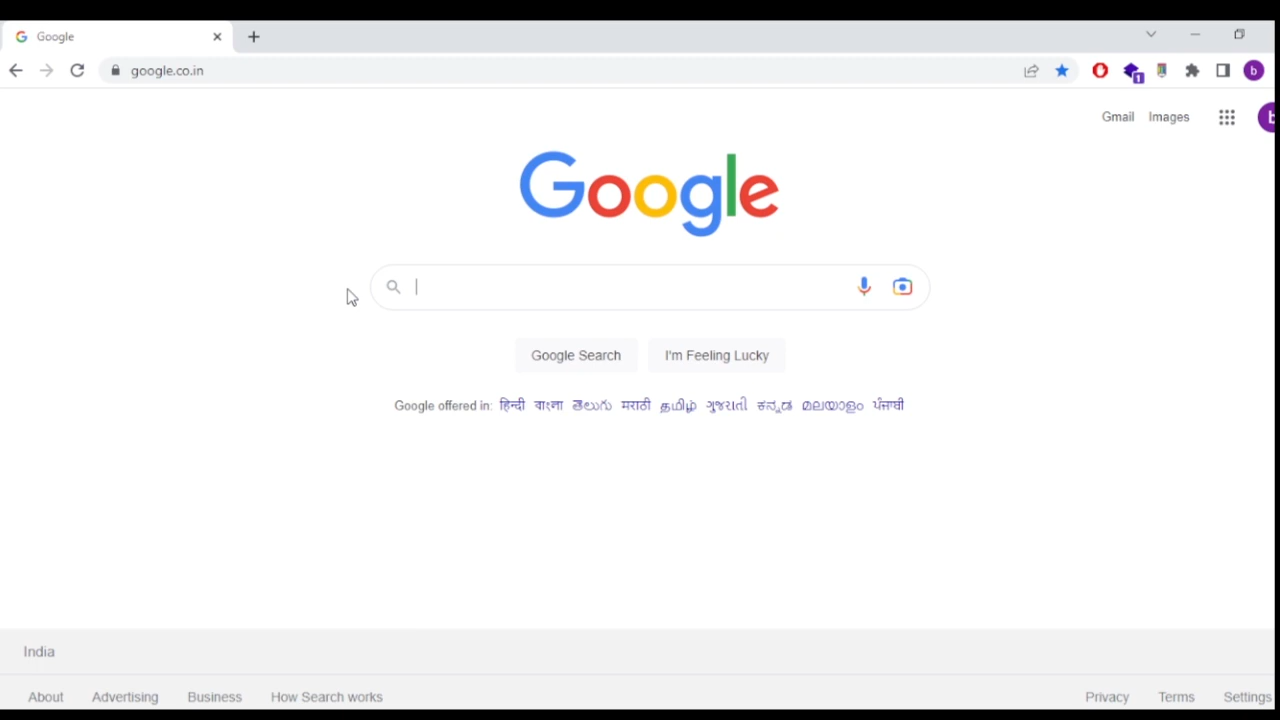 Google
google.co.in
1
b
Gmail Images
b
Google
Google Search I'm Feeling Lucky
Google offered in: हिन्दी বাংলা తెలుగు मराठी தமிழ் ગુજરાતી ಕನ್ನಡ മലയാളം ਪੰਜਾਬੀ
India
About Advertising Business How Search works Privacy Terms Settings